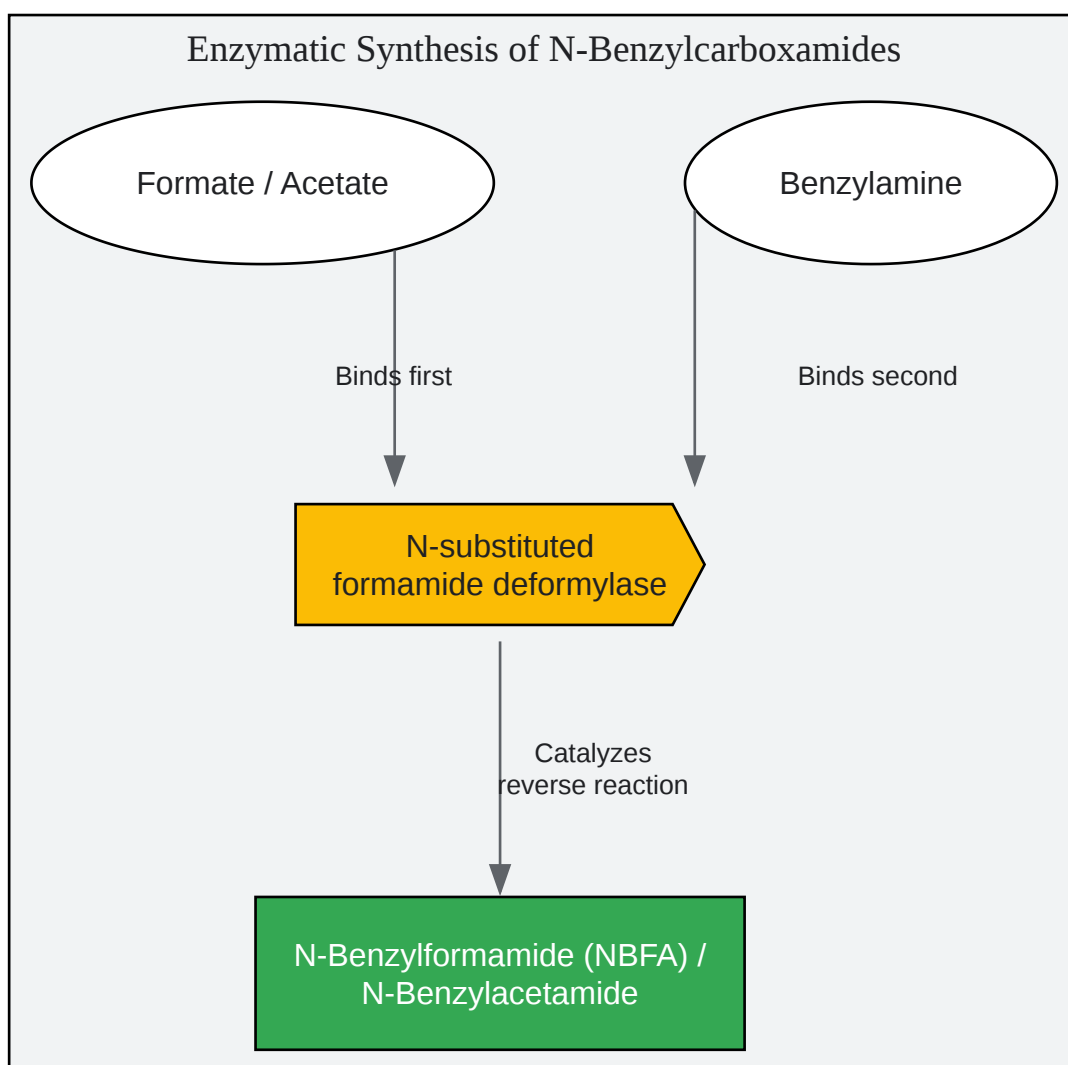 Enzymatic Synthesis of N-Benzylcarboxamides
Formate / Acetate
Benzylamine
Binds first
Binds second
N-substituted
formamide deformylase
Catalyzes
reverse reaction
N-Benzylformamide (NBFA) /
N-Benzylacetamide